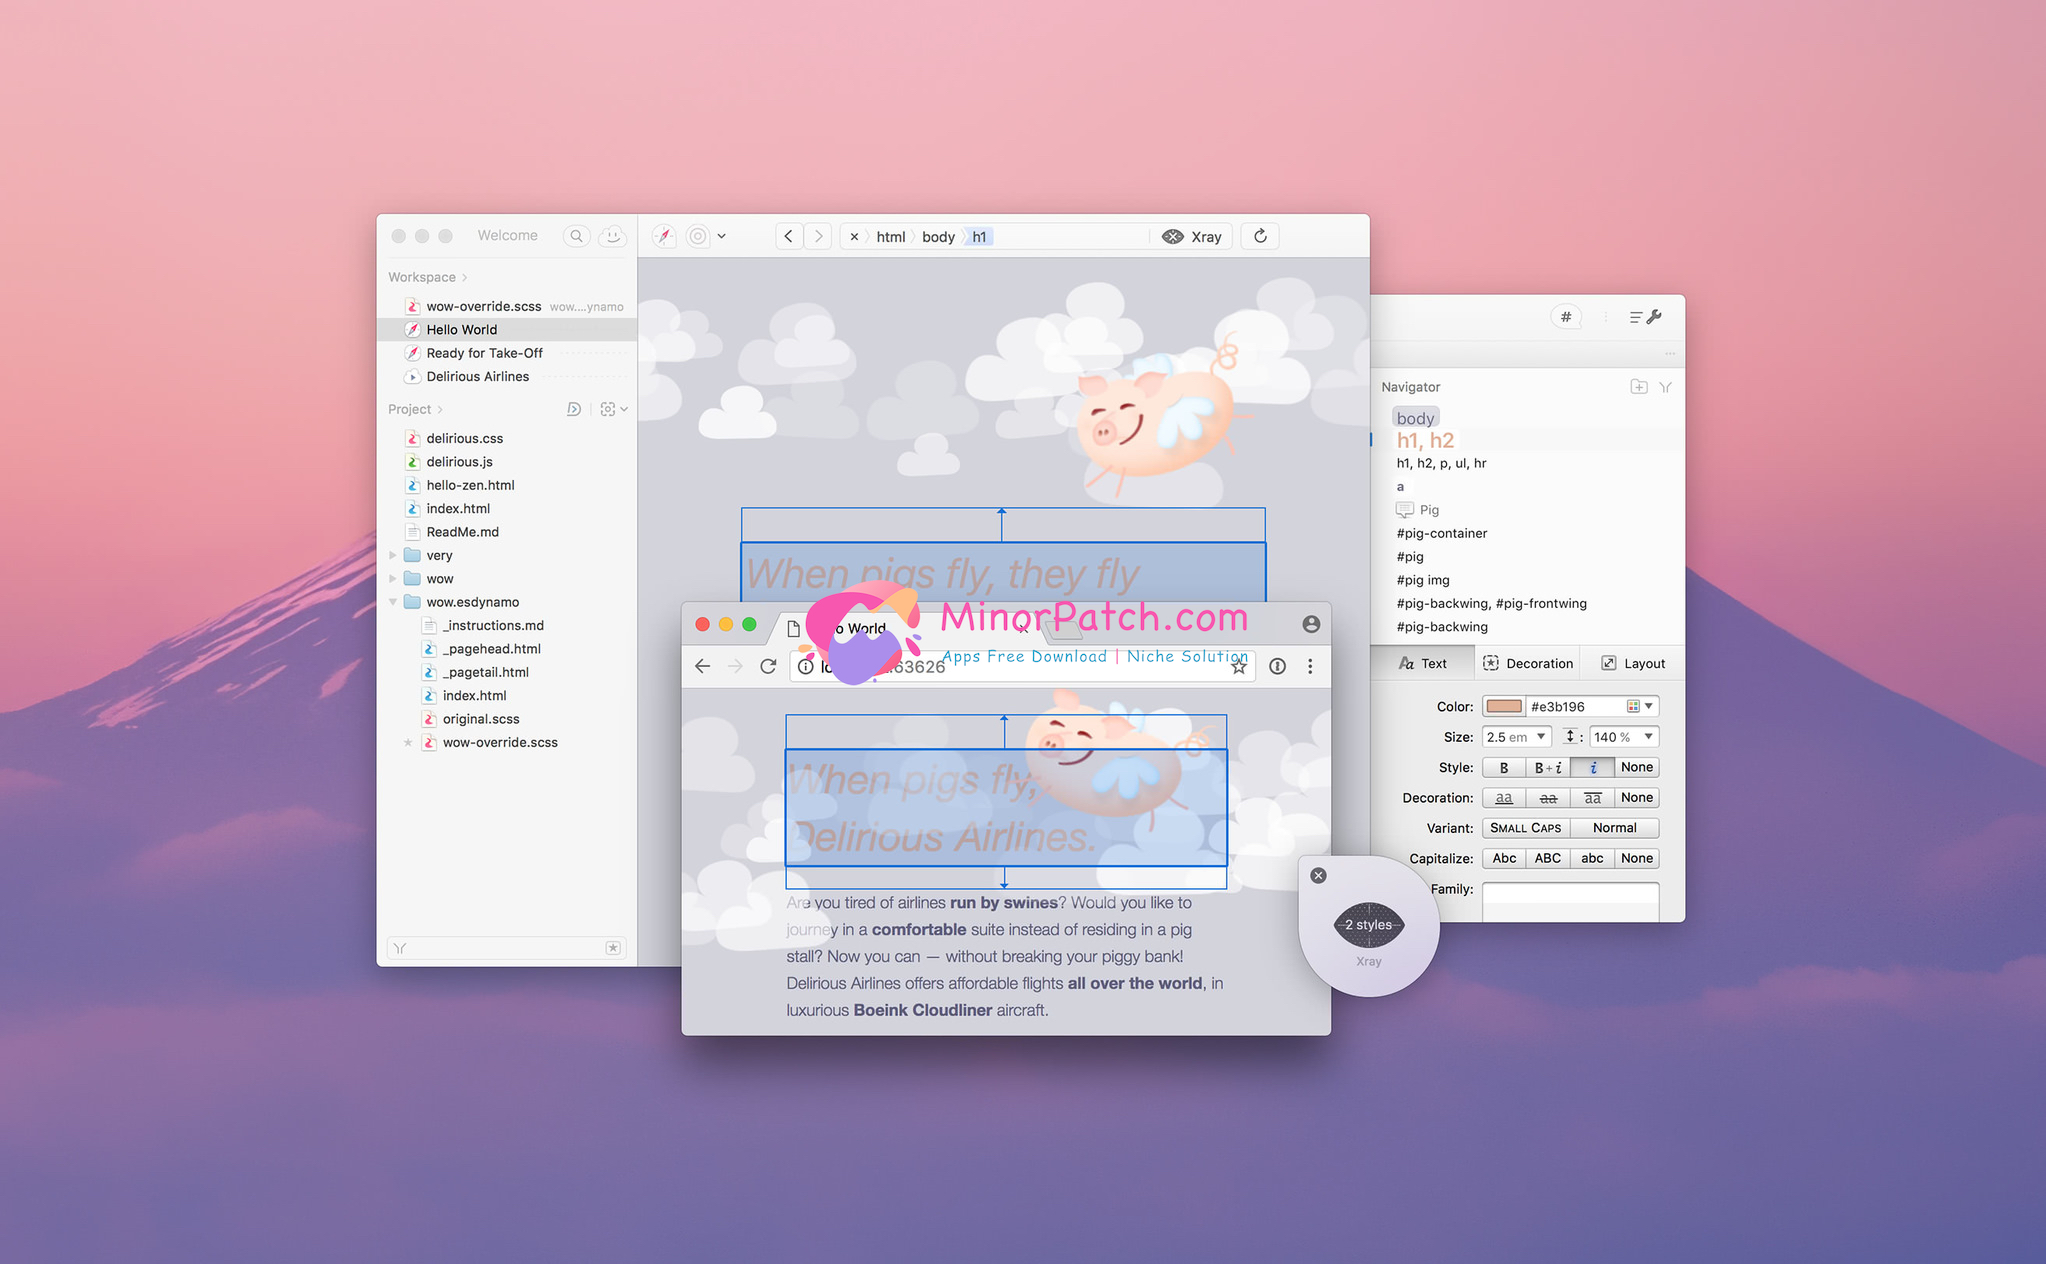 Welcome
Workspace
wow-override.scss wow....ynamo
Hello World
Ready for Take-Off
Delirious Airlines
Project
delirious.css
delirious.js
hello-zen.html
index.html
ReadMe.md
very
wow
wow.esdynamo
_instructions.md
_pagehead.html
_pagetail.html
index.html
original.scss
wow-override.scss
html body h1
Xray
When pigs fly, they fly
MinorPatch.com
Apps Free Download | Niche Solution
World
63626
When pigs fly,
Delirious Airlines.
Are you tired of airlines run by swines? Would you like to
journey in a comfortable suite instead of residing in a pig
stall? Now you can — without breaking your piggy bank!
Delirious Airlines offers affordable flights all over the world, in
luxurious Boeink Cloudliner aircraft.
2 styles
Xray
#
Navigator
body
h1, h2
h1, h2, p, ul, hr
a
Pig
#pig-container
#pig
#pig img
#pig-backwing, #pig-frontwing
#pig-backwing
Aa Text Decoration Layout
Color: #e3b196
Size: 2.5 em : 140 %
Style: B B+i i None
Decoration: aa aa aa None
Variant: SMALL CAPS Normal
Capitalize: Abc ABC abc None
Family: